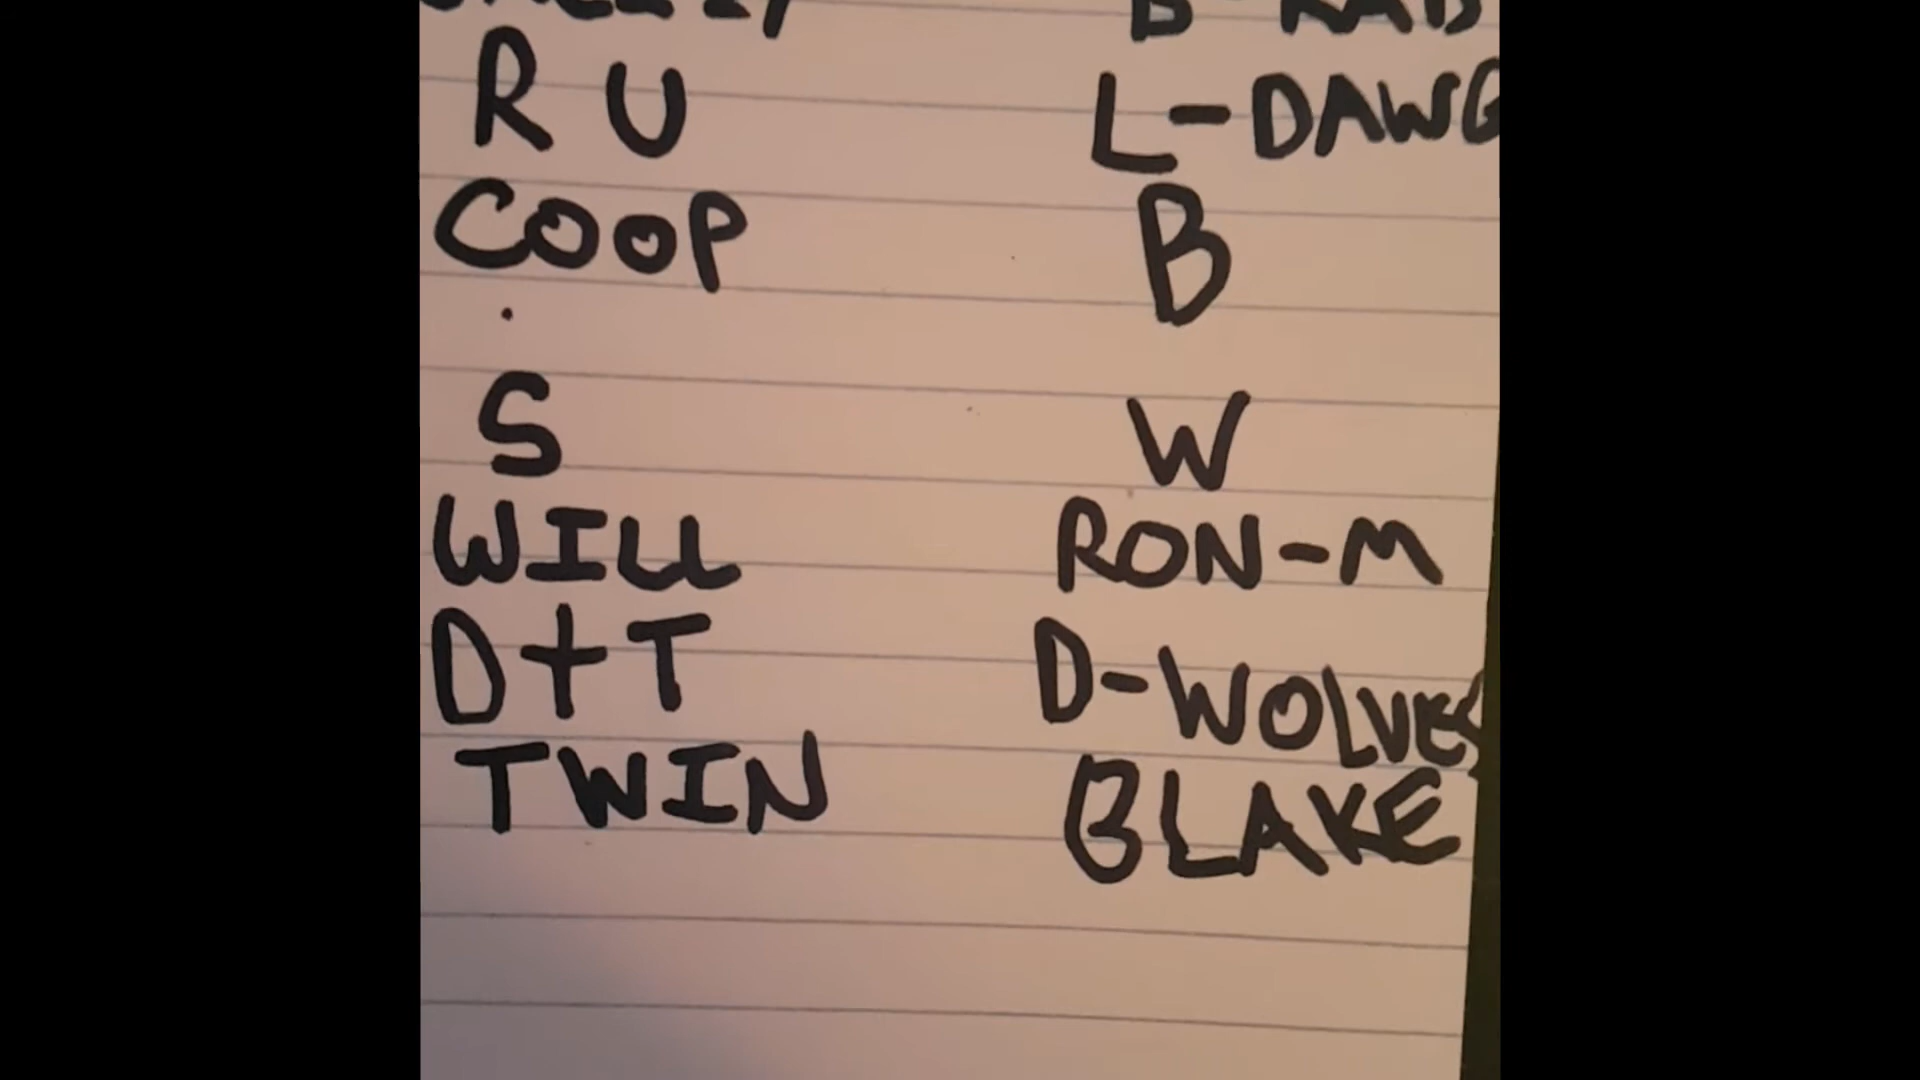 R U L-DAWG
COOP B
S W
WILL RON-M
D+T D-WOLVES
TWIN BLAKE